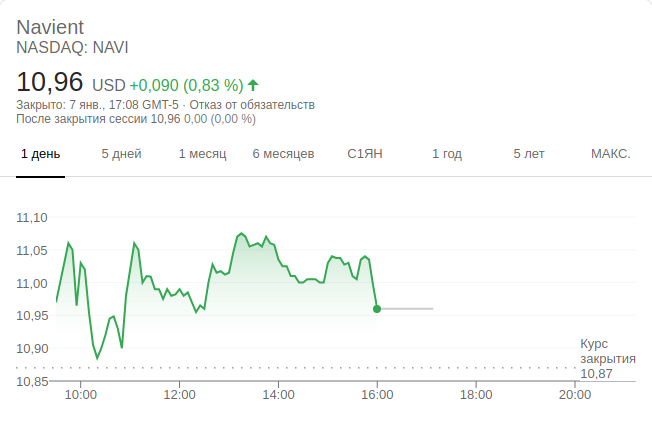 Navient
NASDAQ: NAVI
10,96 USD +0,090 (0,83 %)
Закрыто: 7 янв., 17:08 GMT-5 · Отказ от обязательств
После закрытия сессии 10,96 0,00 (0,00 %)
1 день 5 дней 1 месяц 6 месяцев С1ЯН 1 год 5 лет МАКС.
11,10
11,05
11,00
10,95
10,90
10,85
Курс
закрытия
10,87
10:00 12:00 14:00 16:00 18:00 20:00